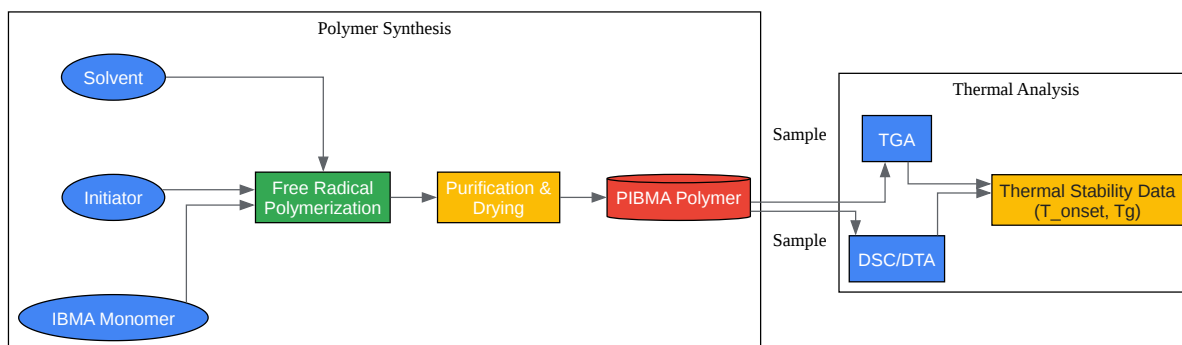 Polymer Synthesis
Solvent
Initiator
IBMA Monomer
Free Radical
Polymerization
Purification &
Drying
PIBMA Polymer
Sample
Sample
Thermal Analysis
TGA
DSC/DTA
Thermal Stability Data
(T_onset, Tg)